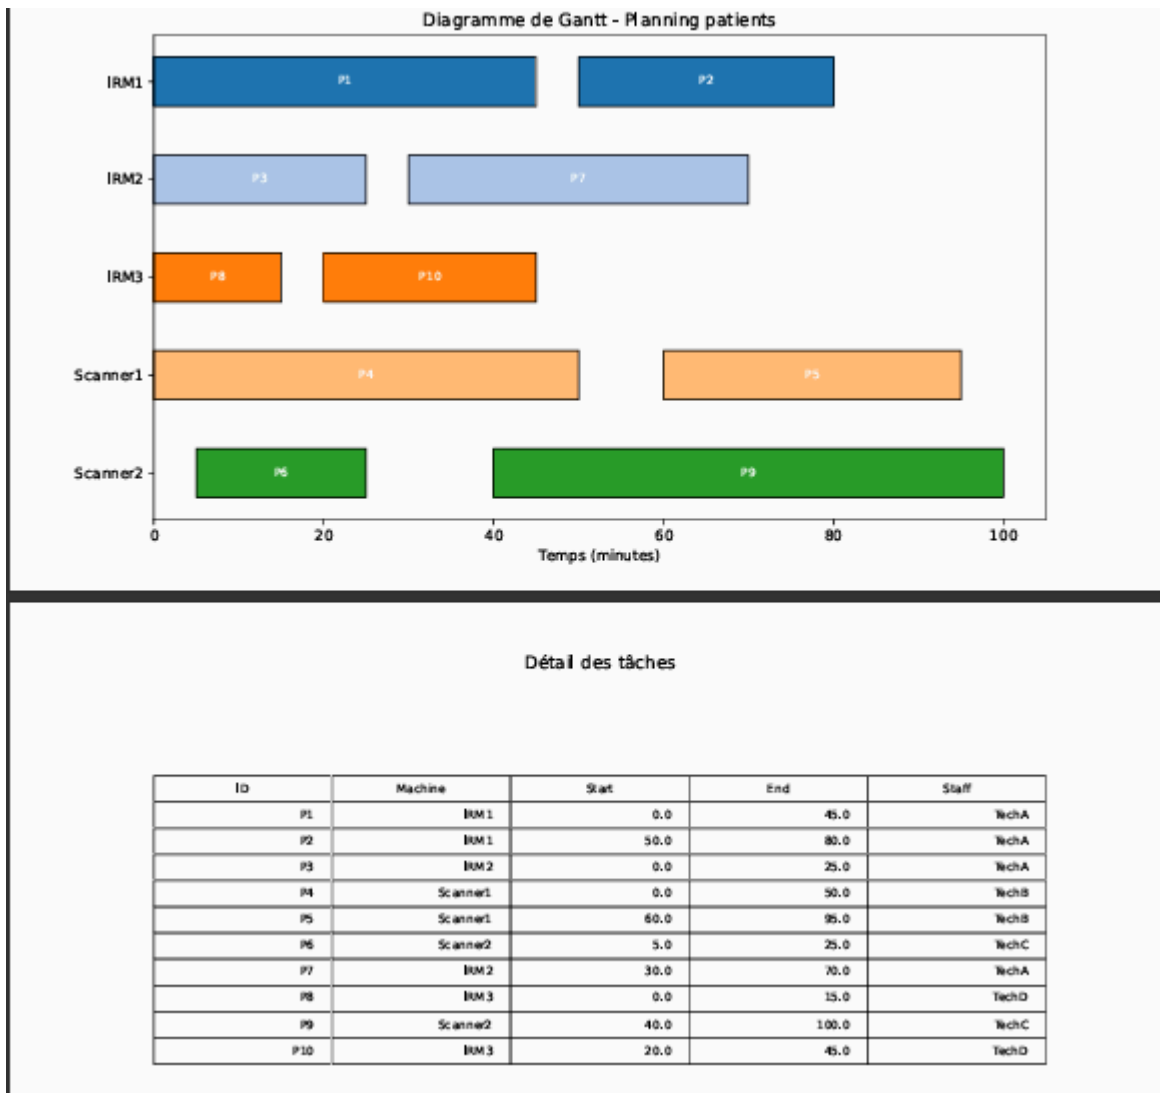 Diagramme de Gantt - Planning patients
IRM1
P1
P2
IRM2
P3
P7
IRM3
P8
P10
Scanner1
P4
P5
Scanner2
P6
P9
0 20 40 60 80 100
Temps (minutes)
Détail des tâches
ID Machine Start End Staff
P1 IRM1 0.0 45.0 TechA
P2 IRM1 50.0 80.0 TechA
P3 IRM2 0.0 25.0 TechA
P4 Scanner1 0.0 50.0 TechB
P5 Scanner1 60.0 95.0 TechB
P6 Scanner2 5.0 25.0 TechC
P7 IRM2 30.0 70.0 TechA
P8 IRM3 0.0 15.0 TechD
P9 Scanner2 40.0 100.0 TechC
P10 IRM3 20.0 45.0 TechD